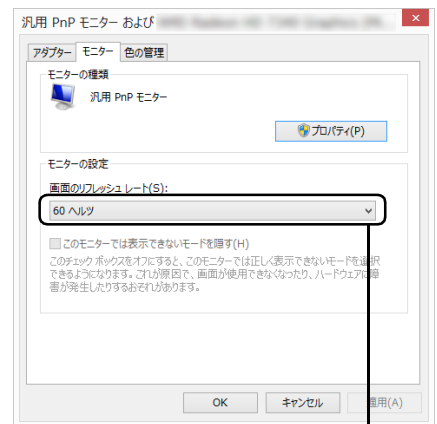 汎用 PnP モニター および
アダプター モニター 色の管理
モニターの種類
汎用 PnP モニター
プロパティ(P)
モニターの設定
画面のリフレッシュ レート(S):
60 ヘルツ
このモニターでは表示できないモードを隠す(H)
このチェック ボックスをオフにすると、このモニターでは正しく表示できないモードを選択
できるようになります。これが原因で、画面が使用できなくなったり、ハードウェアに障
害が発生したりするおそれがあります。
OK キャンセル 適用(A)